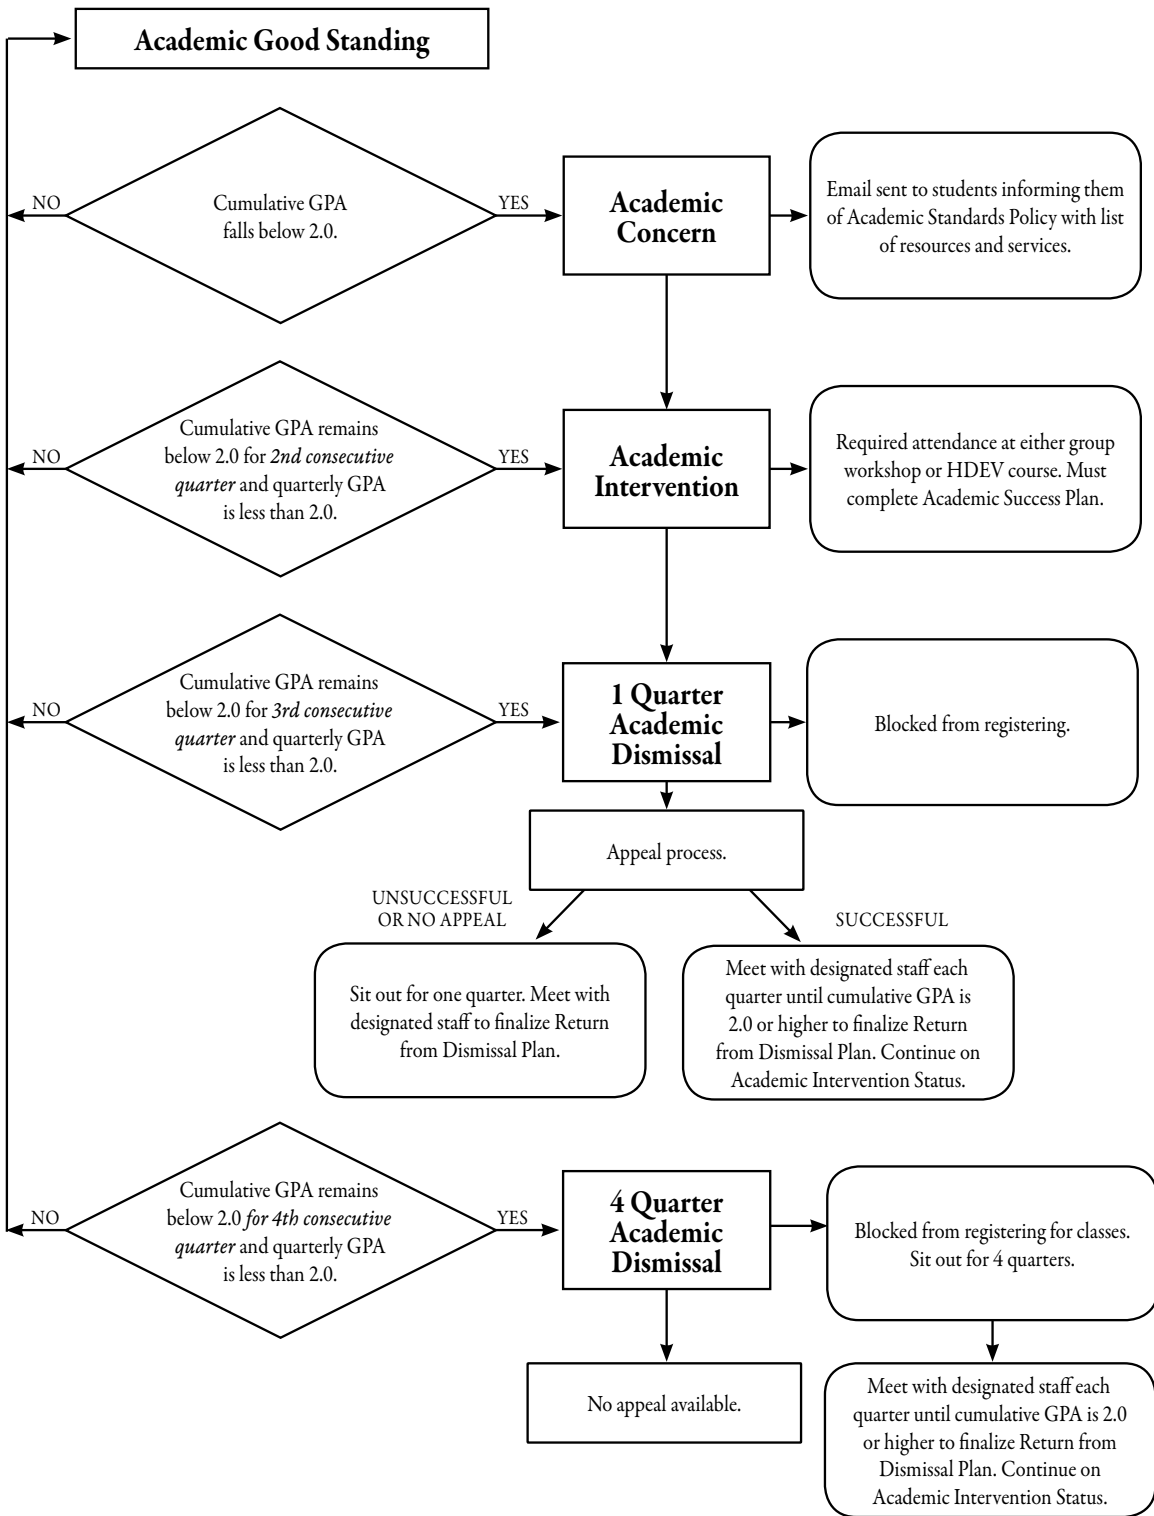 Academic Good Standing
NO
Cumulative GPA
falls below 2.0.
YES
Academic
Concern
Email sent to students informing them
of Academic Standards Policy with list
of resources and services.
NO
Cumulative GPA remains
below 2.0 for 2nd consecutive
quarter and quarterly GPA
is less than 2.0.
YES
Academic
Intervention
Required attendance at either group
workshop or HDEV course. Must
complete Academic Success Plan.
NO
Cumulative GPA remains
below 2.0 for 3rd consecutive
quarter and quarterly GPA
is less than 2.0.
YES
1 Quarter
Academic
Dismissal
Blocked from registering.
Appeal process.
UNSUCCESSFUL
OR NO APPEAL
SUCCESSFUL
Sit out for one quarter. Meet with
designated staff to finalize Return
from Dismissal Plan.
Meet with designated staff each
quarter until cumulative GPA is
2.0 or higher to finalize Return
from Dismissal Plan. Continue on
Academic Intervention Status.
NO
Cumulative GPA remains
below 2.0 for 4th consecutive
quarter and quarterly GPA
is less than 2.0.
YES
4 Quarter
Academic
Dismissal
Blocked from registering for classes.
Sit out for 4 quarters.
No appeal available.
Meet with designated staff each
quarter until cumulative GPA is 2.0
or higher to finalize Return from
Dismissal Plan. Continue on
Academic Intervention Status.